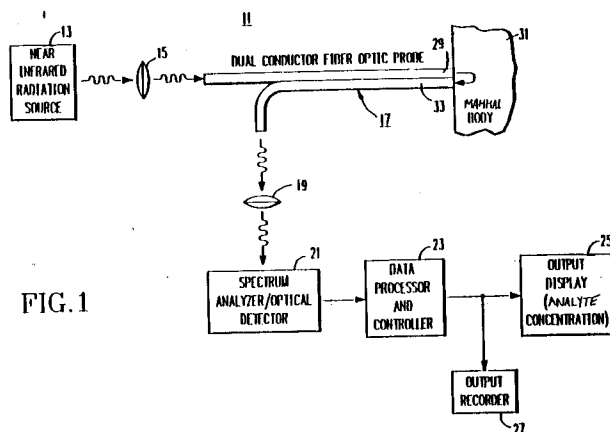 11
13
NEAR
INFRARED
RADIATION
SOURCE
15
DUAL CONDUCTOR FIBER OPTIC PROBE
29
31
33
17
MAMMAL
BODY
19
21
SPECTRUM
ANALYZER/OPTICAL
DETECTOR
23
DATA
PROCESSOR
AND
CONTROLLER
25
OUTPUT
DISPLAY
(ANALYTE
CONCENTRATION)
FIG.1
OUTPUT
RECORDER
27